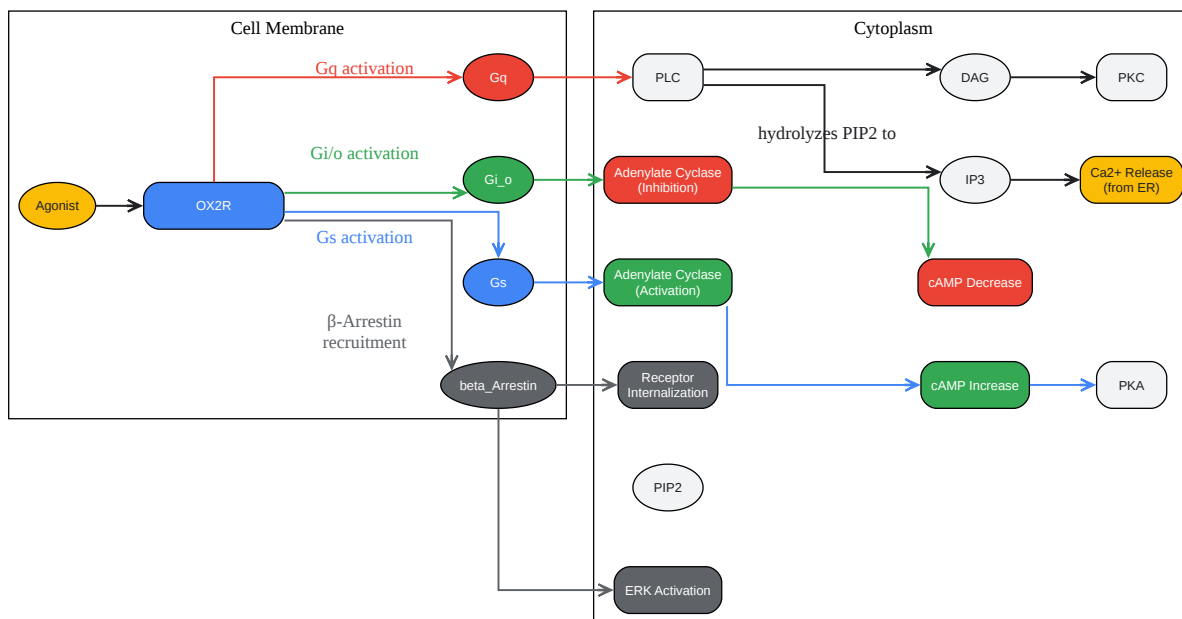 Cell Membrane
Cytoplasm
Gq activation
Gq
PLC
DAG
PKC
hydrolyzes PIP2 to
Gi/o activation
Gi_o
Adenylate Cyclase
(Inhibition)
IP3
Ca2+ Release
(from ER)
Agonist
OX2R
Gs activation
Gs
Adenylate Cyclase
(Activation)
cAMP Decrease
β-Arrestin
recruitment
beta_Arrestin
Receptor
Internalization
cAMP Increase
PKA
PIP2
ERK Activation